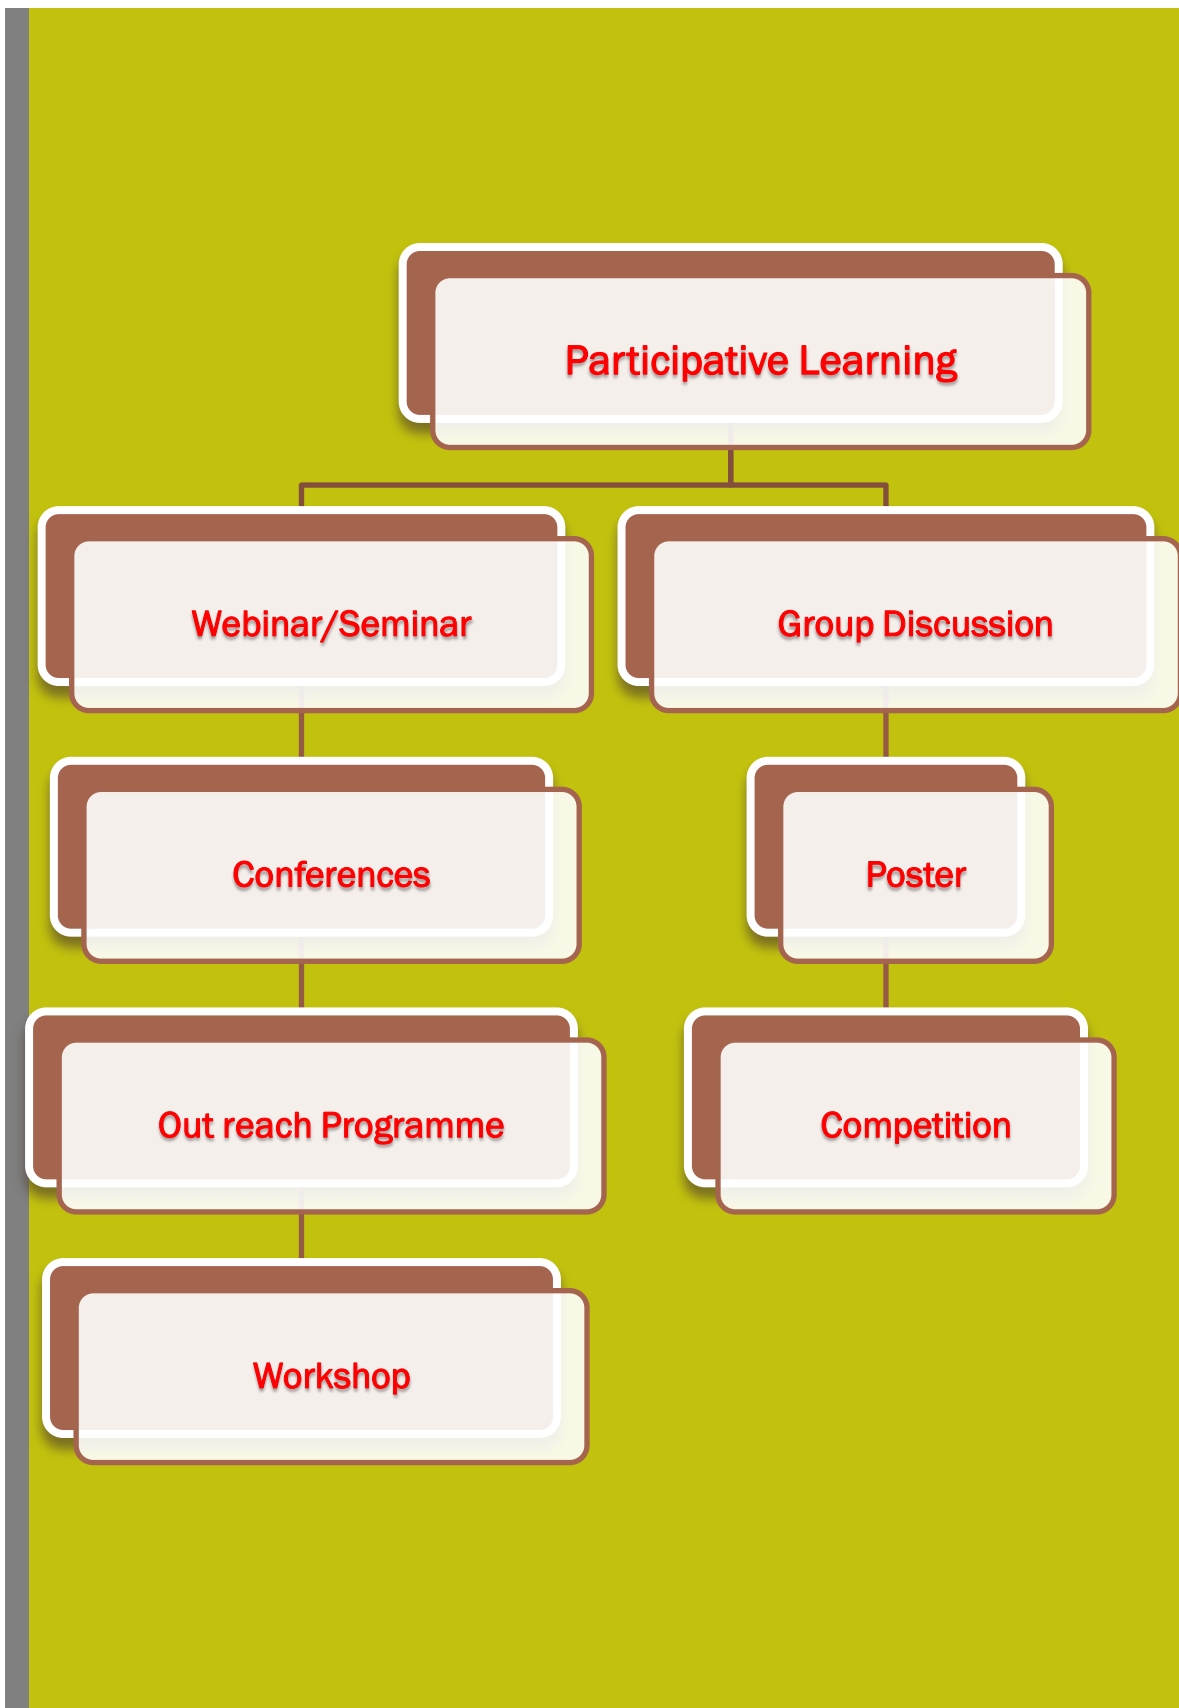 Participative Learning
Webinar/Seminar
Group Discussion
Conferences
Poster
Out reach Programme
Competition
Workshop